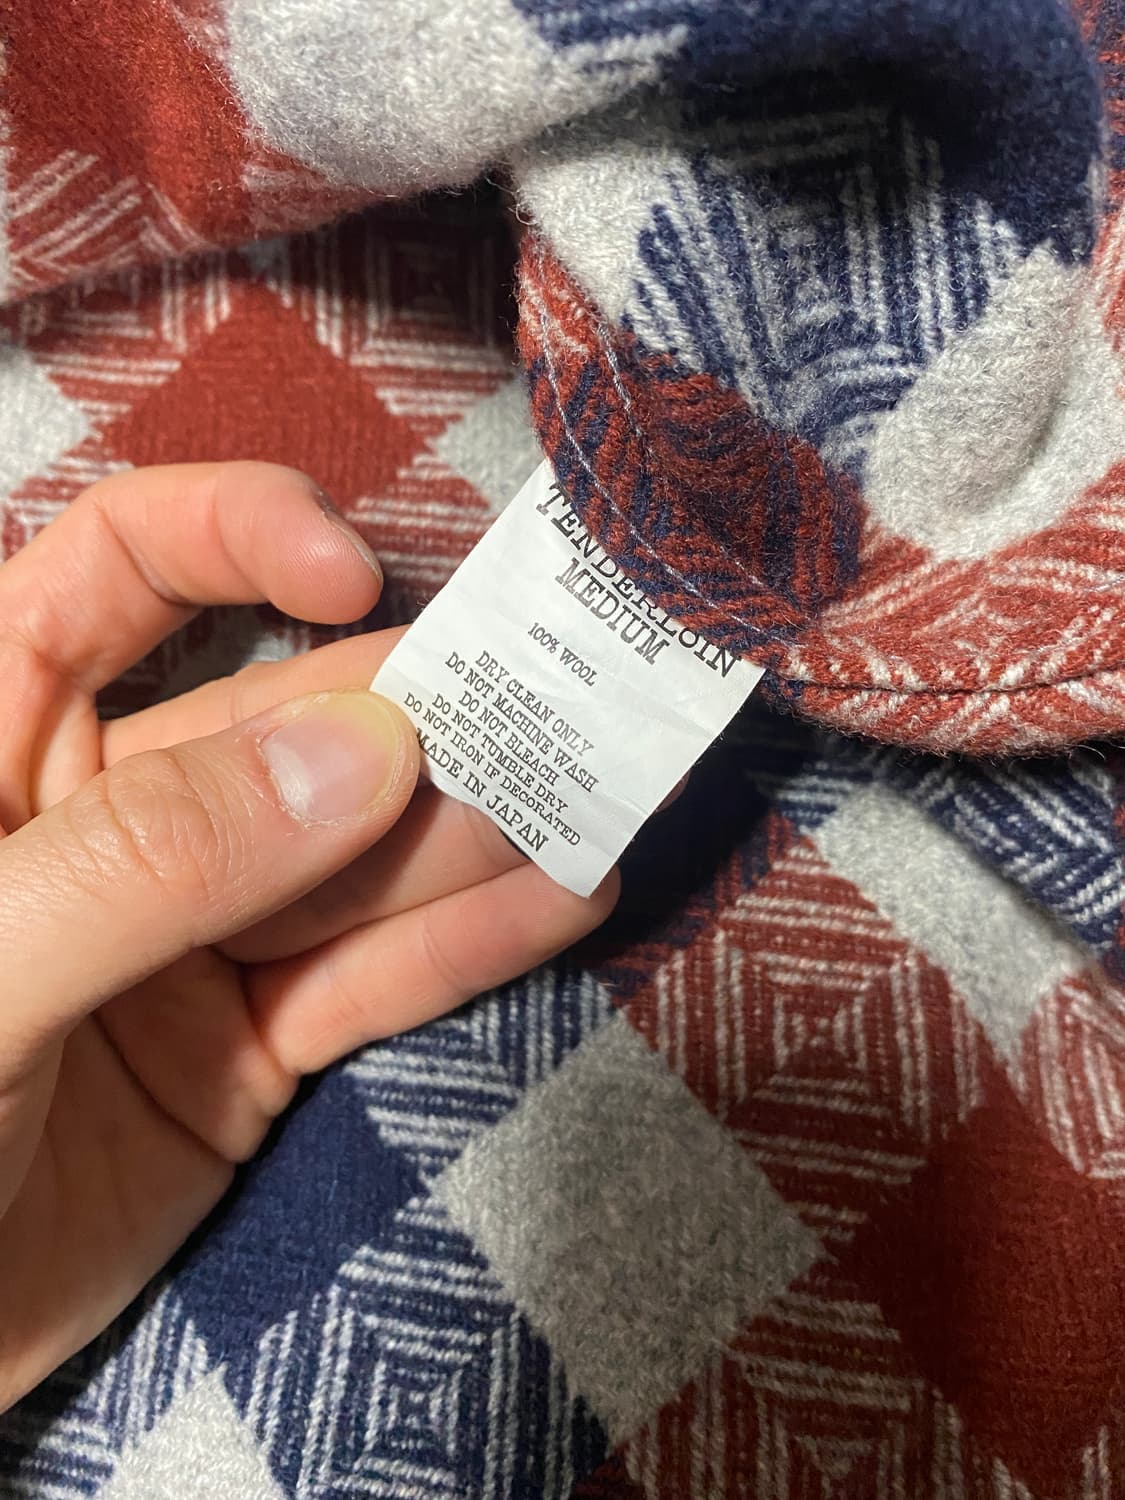 TENDERLOIN
MEDIUM
100% WOOL
DRY CLEAN ONLY
DO NOT MACHINE WASH
DO NOT BLEACH
DO NOT TUMBLE DRY
DO NOT IRON IF DECORATED
MADE IN JAPAN